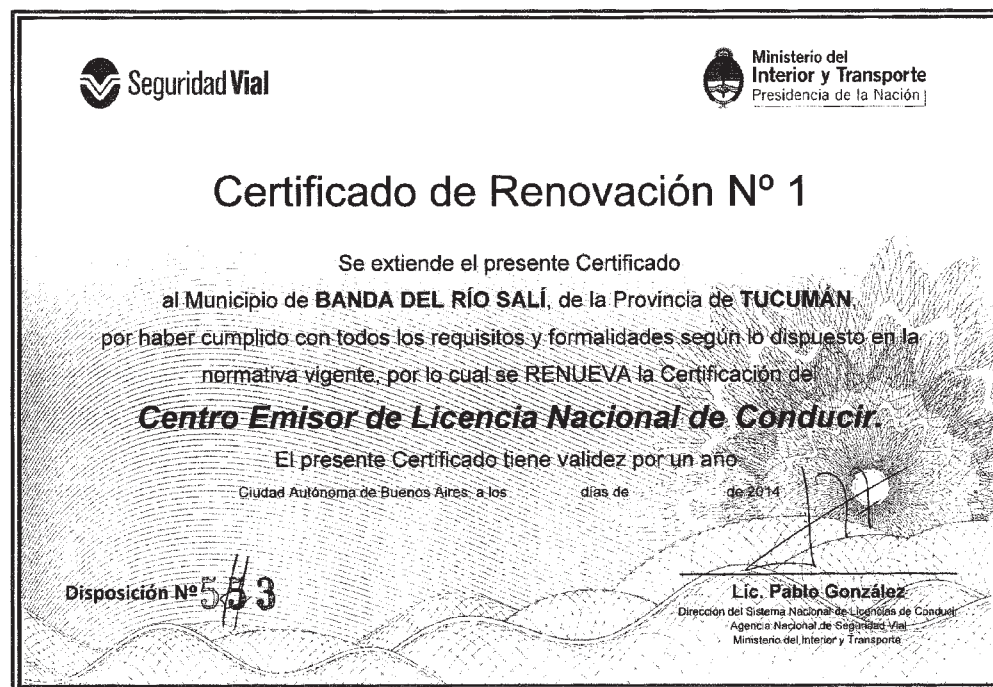 Seguridad Vial
Ministerio del
Interior y Transporte
Presidencia de la Nación
Certificado de Renovación Nº 1
Se extiende el presente Certificado
al Municipio de BANDA DEL RÍO SALÍ, de la Provincia de TUCUMÁN
por haber cumplido con todos los requisitos y formalidades según lo dispuesto en la
normativa vigente, por lo cual se RENUEVA la Certificación del
Centro Emisor de Licencia Nacional de Conducir.
El presente Certificado tiene validez por un año
Ciudad Autónoma de Buenos Aires, a los días de de 2014
Disposición Nº
Lic. Pablo González
Dirección del Sistema Nacional de Licencias de Conducir
Agencia Nacional de Seguridad Vial
Ministerio del Interior y Transporte